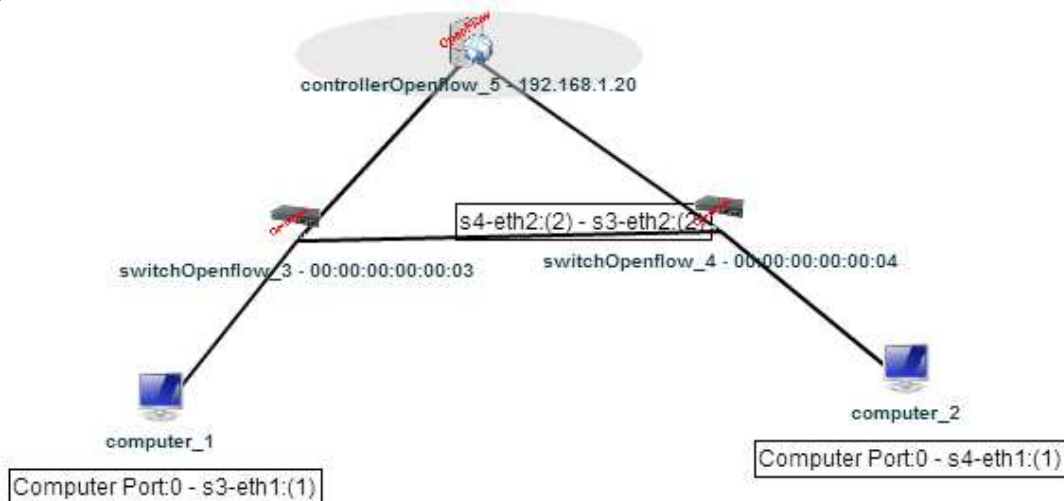 OpenFlow
controllerOpenflow_5 - 192.168.1.20
s4-eth2:(2) - s3-eth2:(2)
switchOpenflow_3 - 00:00:00:00:00:03
switchOpenflow_4 - 00:00:00:00:00:04
computer_1
computer_2
Computer Port:0 - s3-eth1:(1)
Computer Port:0 - s4-eth1:(1)